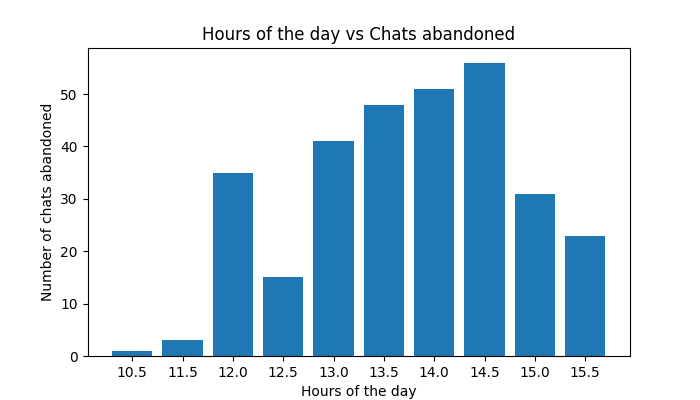 Hours of the day vs Chats abandoned
Number of chats abandoned
50
40
30
20
10
0
10.5 11.5 12.0 12.5 13.0 13.5 14.0 14.5 15.0 15.5
Hours of the day